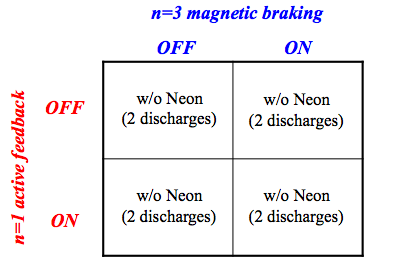 n=3 magnetic braking
OFF ON
n=1 active feedback
OFF
w/o Neon
(2 discharges)
w/o Neon
(2 discharges)
ON
w/o Neon
(2 discharges)
w/o Neon
(2 discharges)